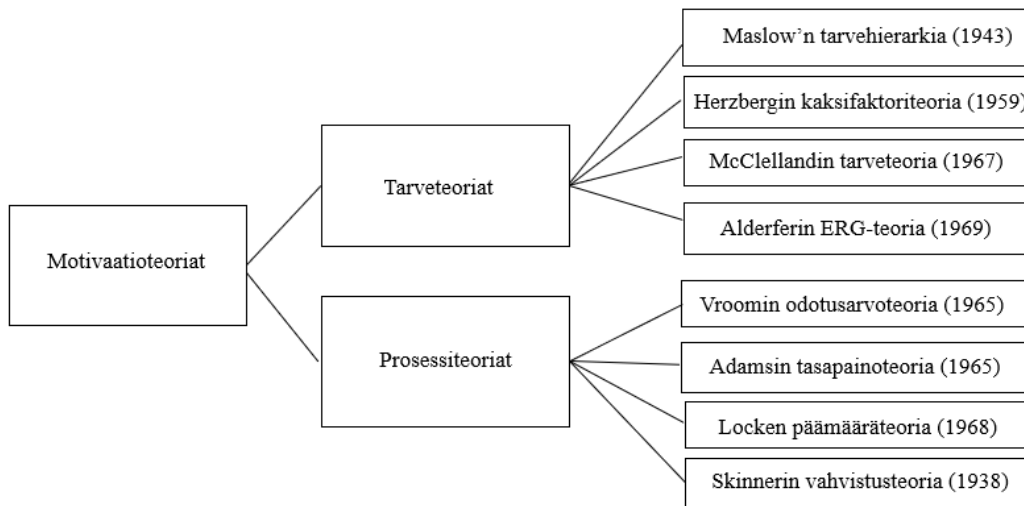 Motivaatioteoriat
Tarveteoriat
Maslow’n tarvehierarkia (1943)
Herzbergin kaksifaktoriteoria (1959)
McClellandin tarveteoria (1967)
Alderferin ERG-teoria (1969)
Prosessiteoriat
Vroomin odotusarvoteoria (1965)
Adamsin tasapainoteoria (1965)
Locken päämääräteoria (1968)
Skinnerin vahvistusteoria (1938)